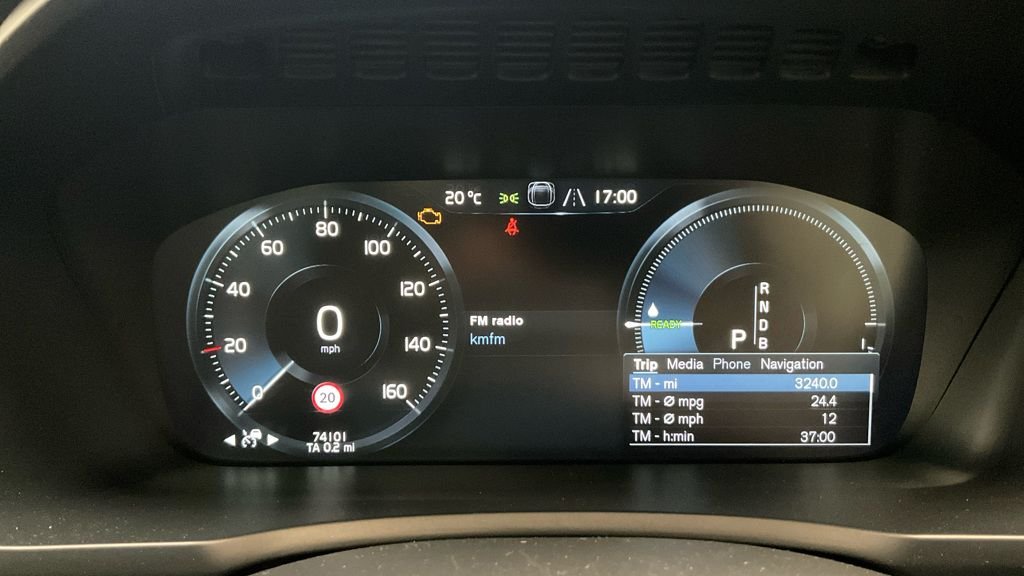 20 °C 17:00
80
60 100
40 120
20 140
0 160
0
mph
20
74101
TA 0.2 mi
FM radio
kmfm
READY
R
N
D
B
P
1
Trip Media Phone Navigation
TM - mi 3240.0
TM - Ø mpg 24.4
TM - Ø mph 12
TM - h:min 37:00